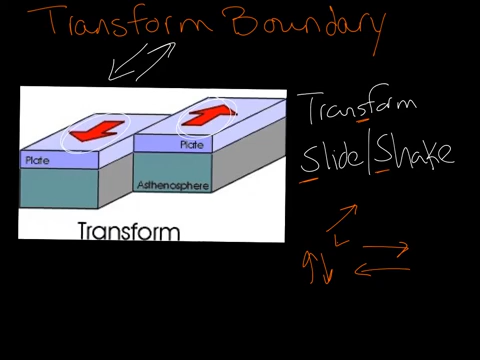 Transform Boundary
Transform
Slide/Shake
Plate
Plate
Asthenosphere
Transform